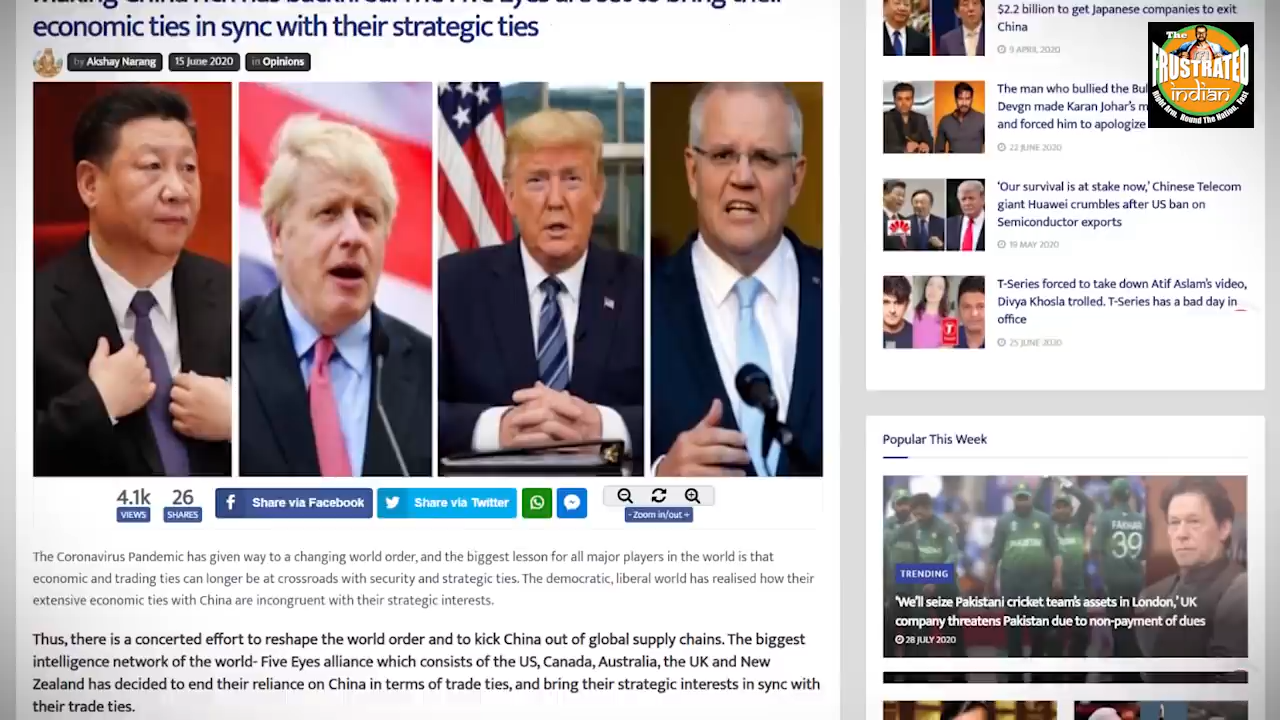 economic ties in sync with their strategic ties
by Akshay Narang
15 June 2020
in Opinions
4.1k
VIEWS
26
SHARES
Share via Facebook
Share via Twitter
- Zoom in/out +
The Coronavirus Pandemic has given way to a changing world order, and the biggest lesson for all major players in the world is that
economic and trading ties can longer be at crossroads with security and strategic ties. The democratic, liberal world has realised how their
extensive economic ties with China are incongruent with their strategic interests.
Thus, there is a concerted effort to reshape the world order and to kick China out of global supply chains. The biggest
intelligence network of the world- Five Eyes alliance which consists of the US, Canada, Australia, the UK and New
Zealand has decided to end their reliance on China in terms of trade ties, and bring their strategic interests in sync with
their trade ties.
$2.2 billion to get Japanese companies to exit
China
9 APRIL 2020
The man who bullied the Bul
Devgn made Karan Johar's m
and forced him to apologize
22 JUNE 2020
'Our survival is at stake now,' Chinese Telecom
giant Huawei crumbles after US ban on
Semiconductor exports
19 MAY 2020
T-Series forced to take down Atif Aslam's video,
Divya Khosla trolled. T-Series has a bad day in
office
25 JUNE 2020
Popular This Week
PAKISTAN
FAKHAR
39
TRENDING
'We'll seize Pakistani cricket team's assets in London,' UK
company threatens Pakistan due to non-payment of dues
28 JULY 2020
The
FRUSTRATED
indian
Right Arm, Round The Nation, Fast